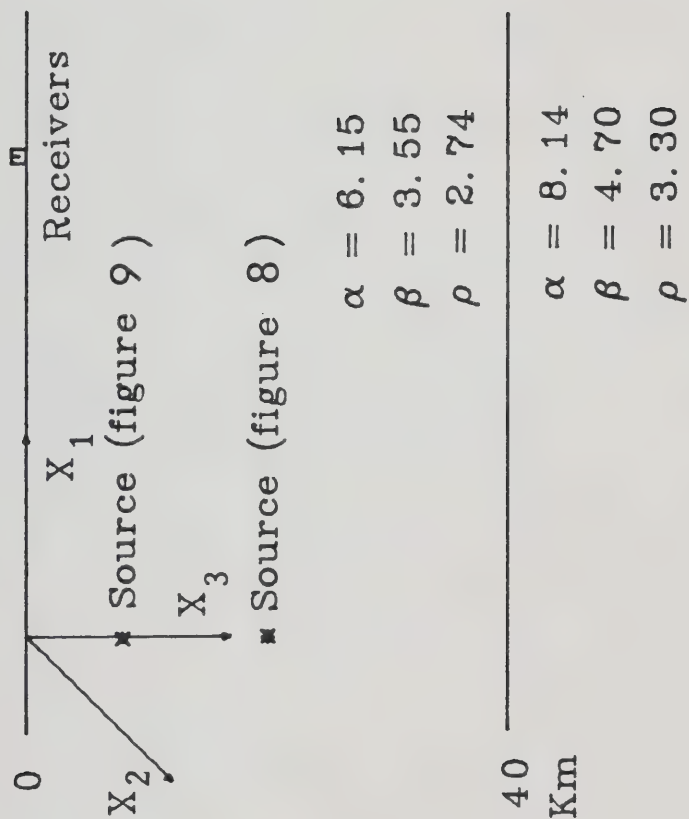 0
Receivers
X1
X2
Source (figure 9)
X3
Source (figure 8)
α = 6. 15
β = 3. 55
ρ = 2. 74
40
Km
α = 8. 14
β = 4. 70
ρ = 3. 30